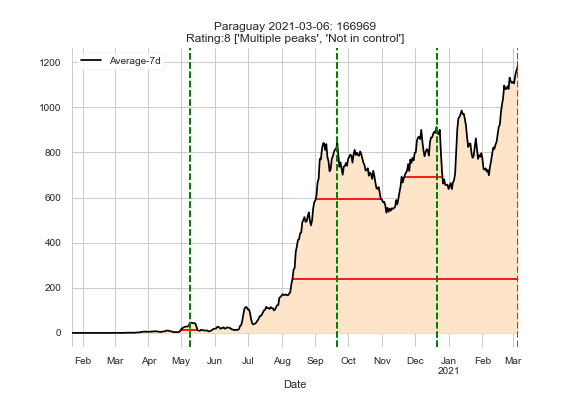 Paraguay 2021-03-06: 166969
Rating:8 ['Multiple peaks', 'Not in control']
Average-7d
1200
1000
800
600
400
200
0
Feb Mar Apr May Jun Jul Aug Sep Oct Nov Dec Jan Feb Mar
2021
Date